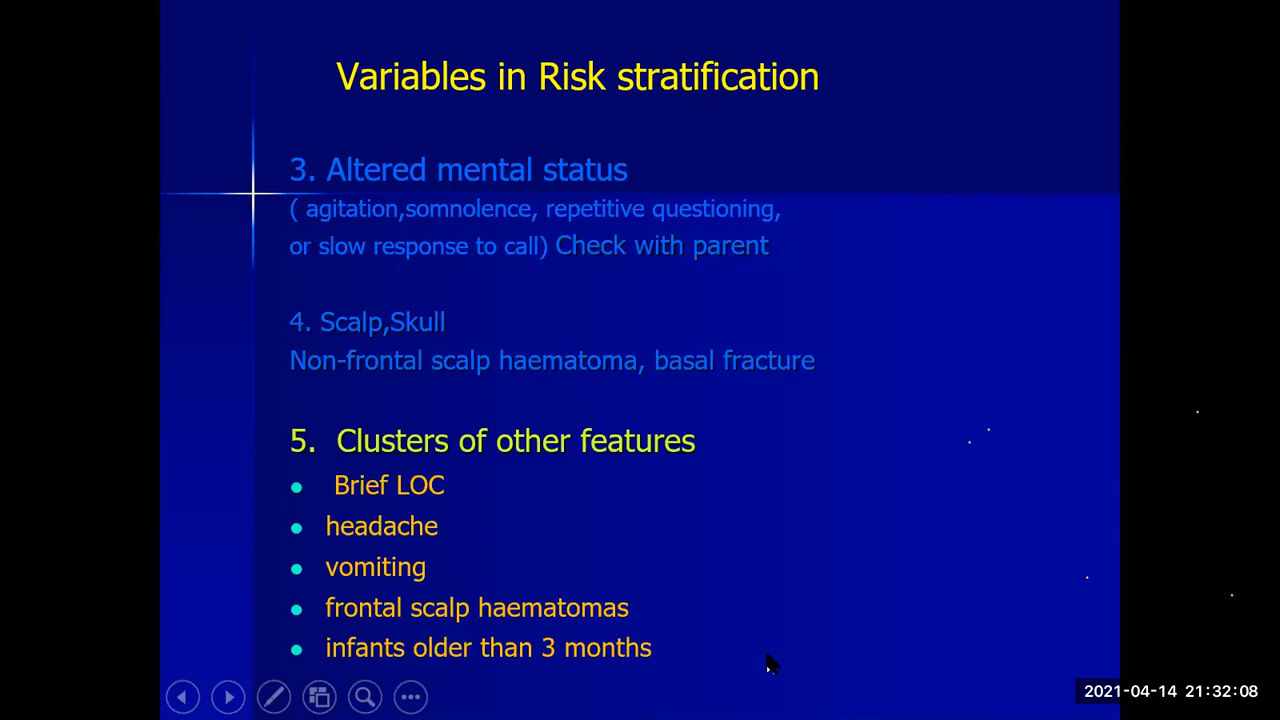 Variables in Risk stratification
3. Altered mental status
( agitation,somnolence, repetitive questioning,
or slow response to call) Check with parent
4. Scalp,Skull
Non-frontal scalp haematoma, basal fracture
5. Clusters of other features
● Brief LOC
● headache
● vomiting
● frontal scalp haematomas
● infants older than 3 months
2021-04-14 21:32:08